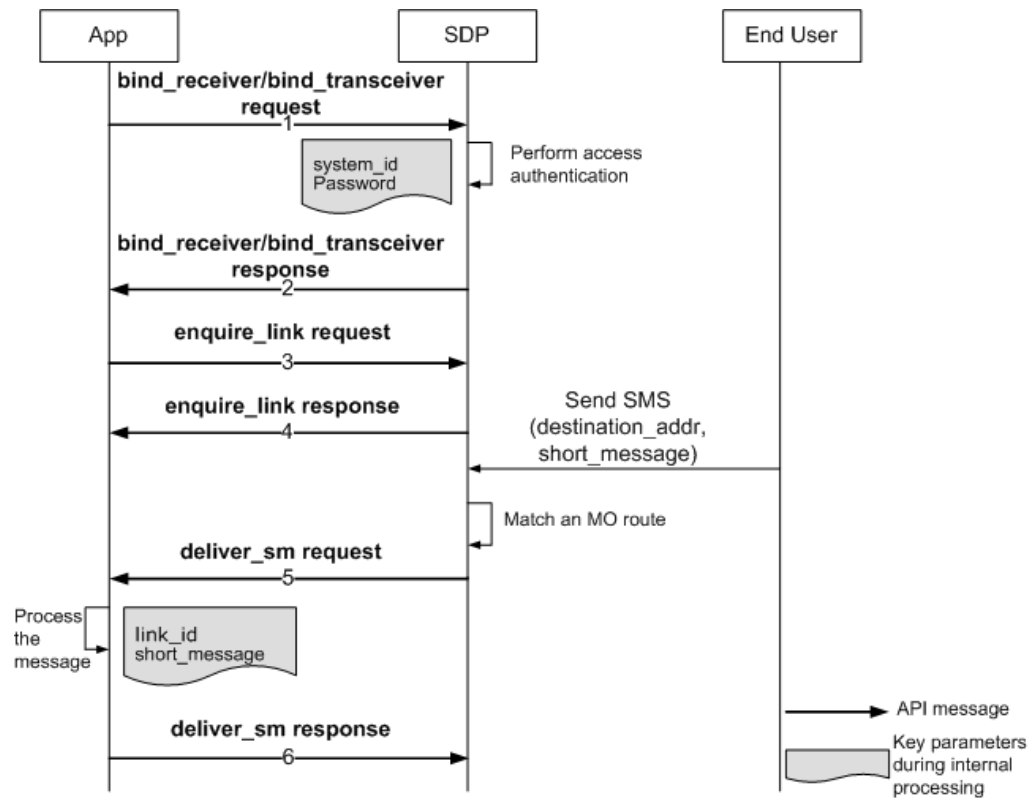 App
SDP
End User
bind_receiver/bind_transceiver
request
1
system_id
Password
Perform access
authentication
bind_receiver/bind_transceiver
response
2
enquire_link request
3
enquire_link response
4
Send SMS
(destination_addr,
short_message)
Match an MO route
deliver_sm request
5
Process
the
message
link_id
short_message
deliver_sm response
6
API message
Key parameters
during internal
processing